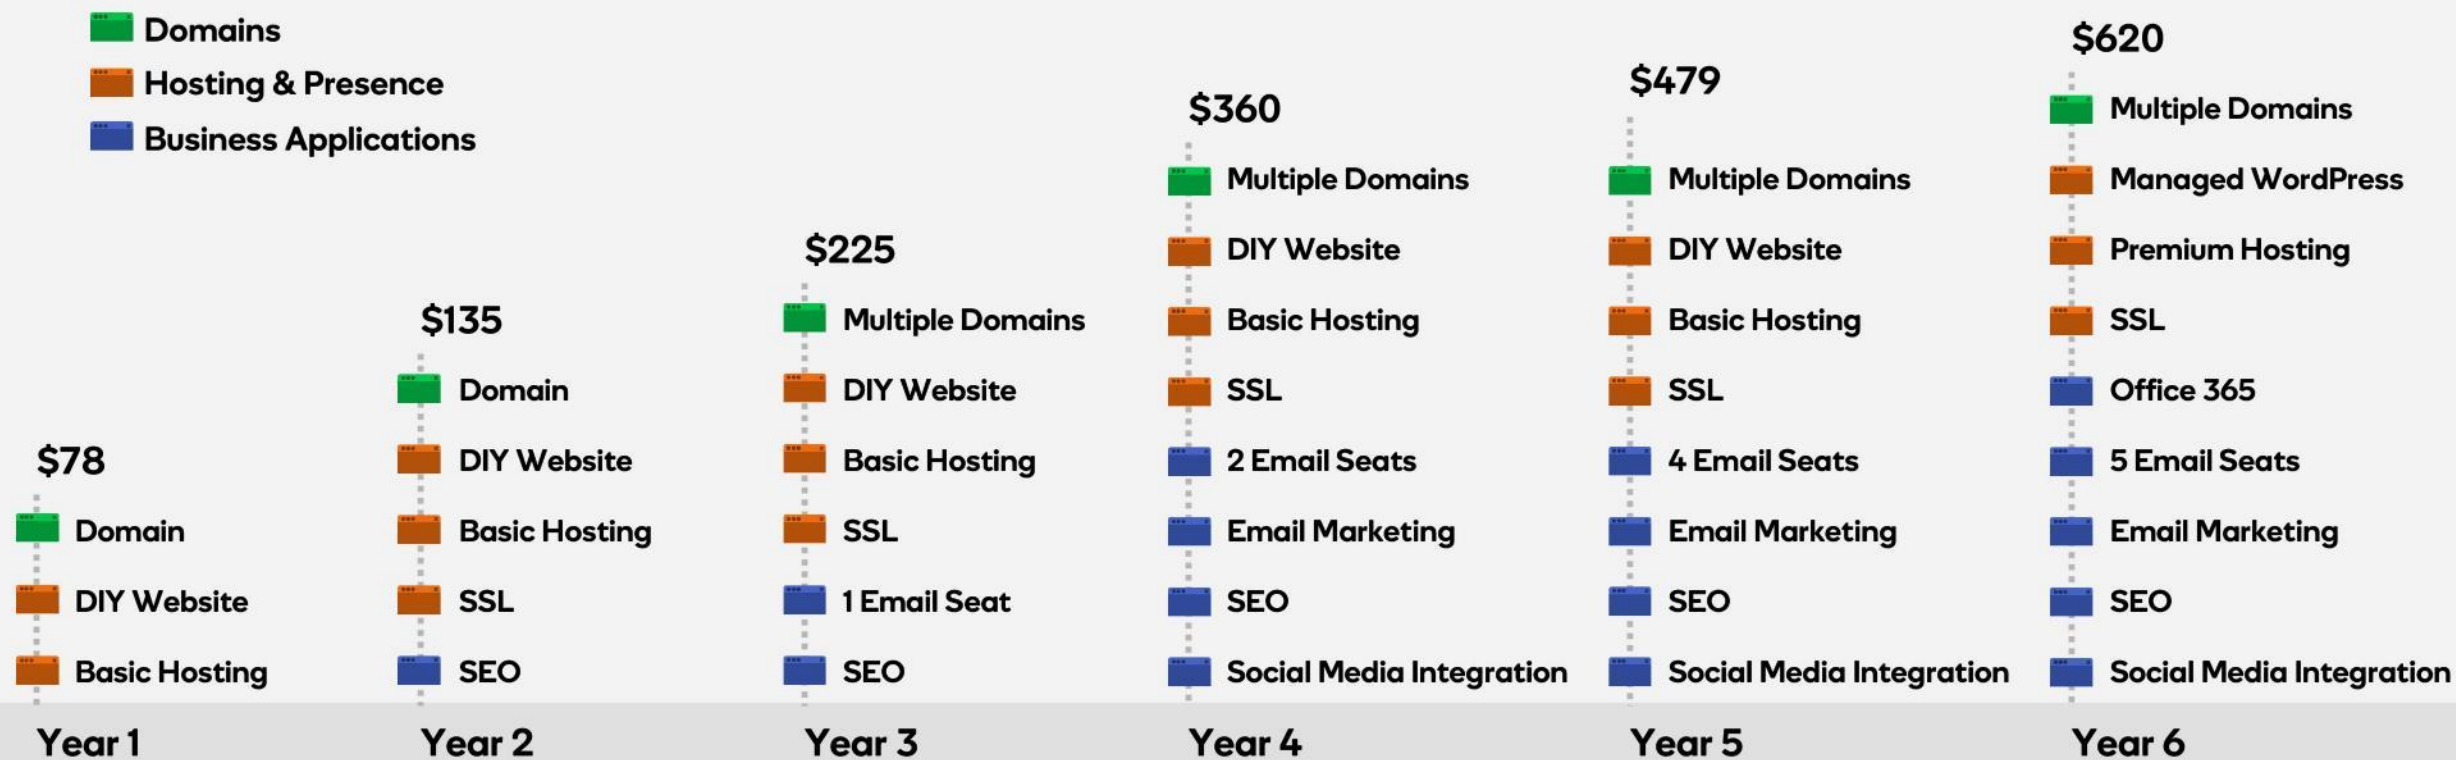 Domains
Hosting & Presence
Business Applications
$78
Domain
DIY Website
Basic Hosting
Year 1
$135
Domain
DIY Website
Basic Hosting
SSL
SEO
Year 2
$225
Multiple Domains
DIY Website
Basic Hosting
SSL
1 Email Seat
SEO
Year 3
$360
Multiple Domains
DIY Website
Basic Hosting
SSL
2 Email Seats
Email Marketing
SEO
Social Media Integration
Year 4
$479
Multiple Domains
DIY Website
Basic Hosting
SSL
4 Email Seats
Email Marketing
SEO
Social Media Integration
Year 5
$620
Multiple Domains
Managed WordPress
Premium Hosting
SSL
Office 365
5 Email Seats
Email Marketing
SEO
Social Media Integration
Year 6